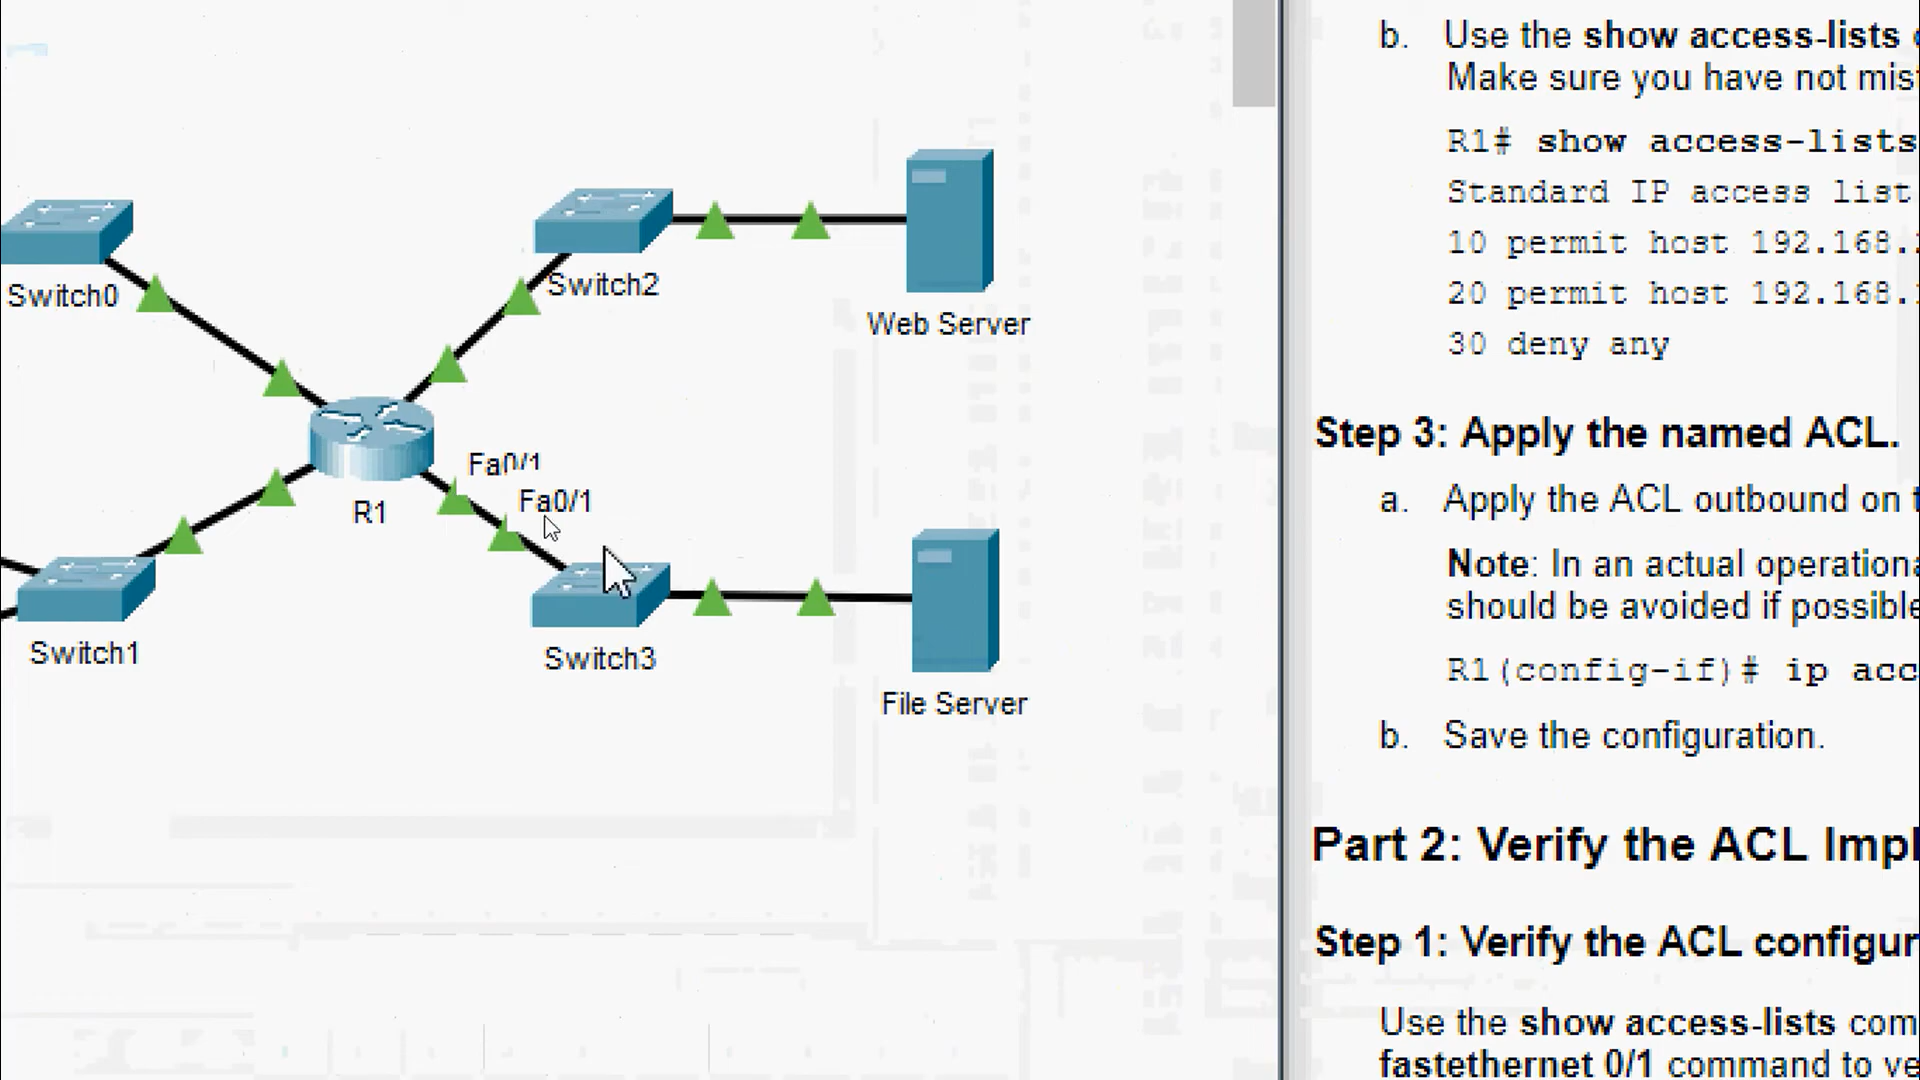 Switch0
Switch2
Web Server
Fa0/1
Fa0/1
R1
Switch1
Switch3
File Server
b. Use the show access-lists
Make sure you have not mis
R1# show access-lists
Standard IP access list
10 permit host 192.168.
20 permit host 192.168.
30 deny any
Step 3: Apply the named ACL.
a. Apply the ACL outbound on
Note: In an actual operationa
should be avoided if possible
R1(config-if)# ip acc
b. Save the configuration.
Part 2: Verify the ACL Impl
Step 1: Verify the ACL configur
Use the show access-lists com
fastethernet 0/1 command to ve